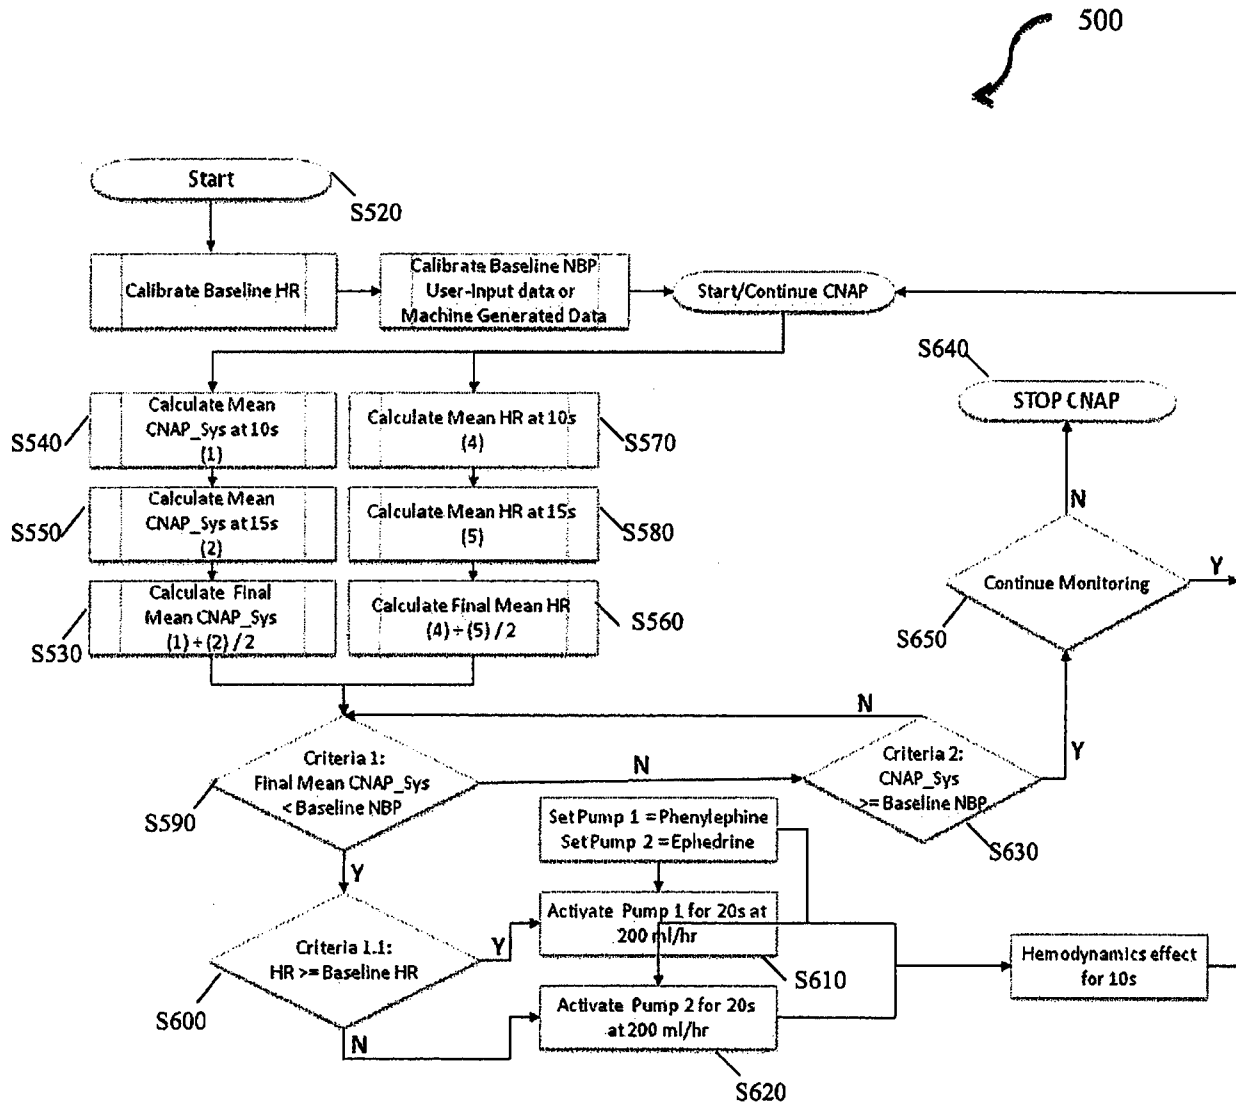 500
Start
S520
Calibrate Baseline HR
Calibrate Baseline NBP
User-Input data or
Machine Generated Data
Start/Continue CNAP
S640
STOP CNAP
S540
Calculate Mean
CNAP_Sys at 10s
(1)
Calculate Mean HR at 10s
(4)
S570
S550
Calculate Mean
CNAP_Sys at 15s
(2)
Calculate Mean HR at 15s
(5)
S580
N
Continue Monitoring
Y
S650
S530
Calculate Final
Mean CNAP_Sys
(1) ÷ (2) / 2
Calculate Final Mean HR
(4) ÷ (5) / 2
S560
N
Criteria 1:
Final Mean CNAP_Sys
< Baseline NBP
S590
N
Criteria 2:
CNAP_Sys
>= Baseline NBP
Y
S630
Set Pump 1 = Phenylephine
Set Pump 2 = Ephedrine
Y
Criteria 1.1:
HR >= Baseline HR
S600
Y
Activate Pump 1 for 20s at
200 ml/hr
S610
Hemodynamics effect
for 10s
N
Activate Pump 2 for 20s
at 200 ml/hr
S620